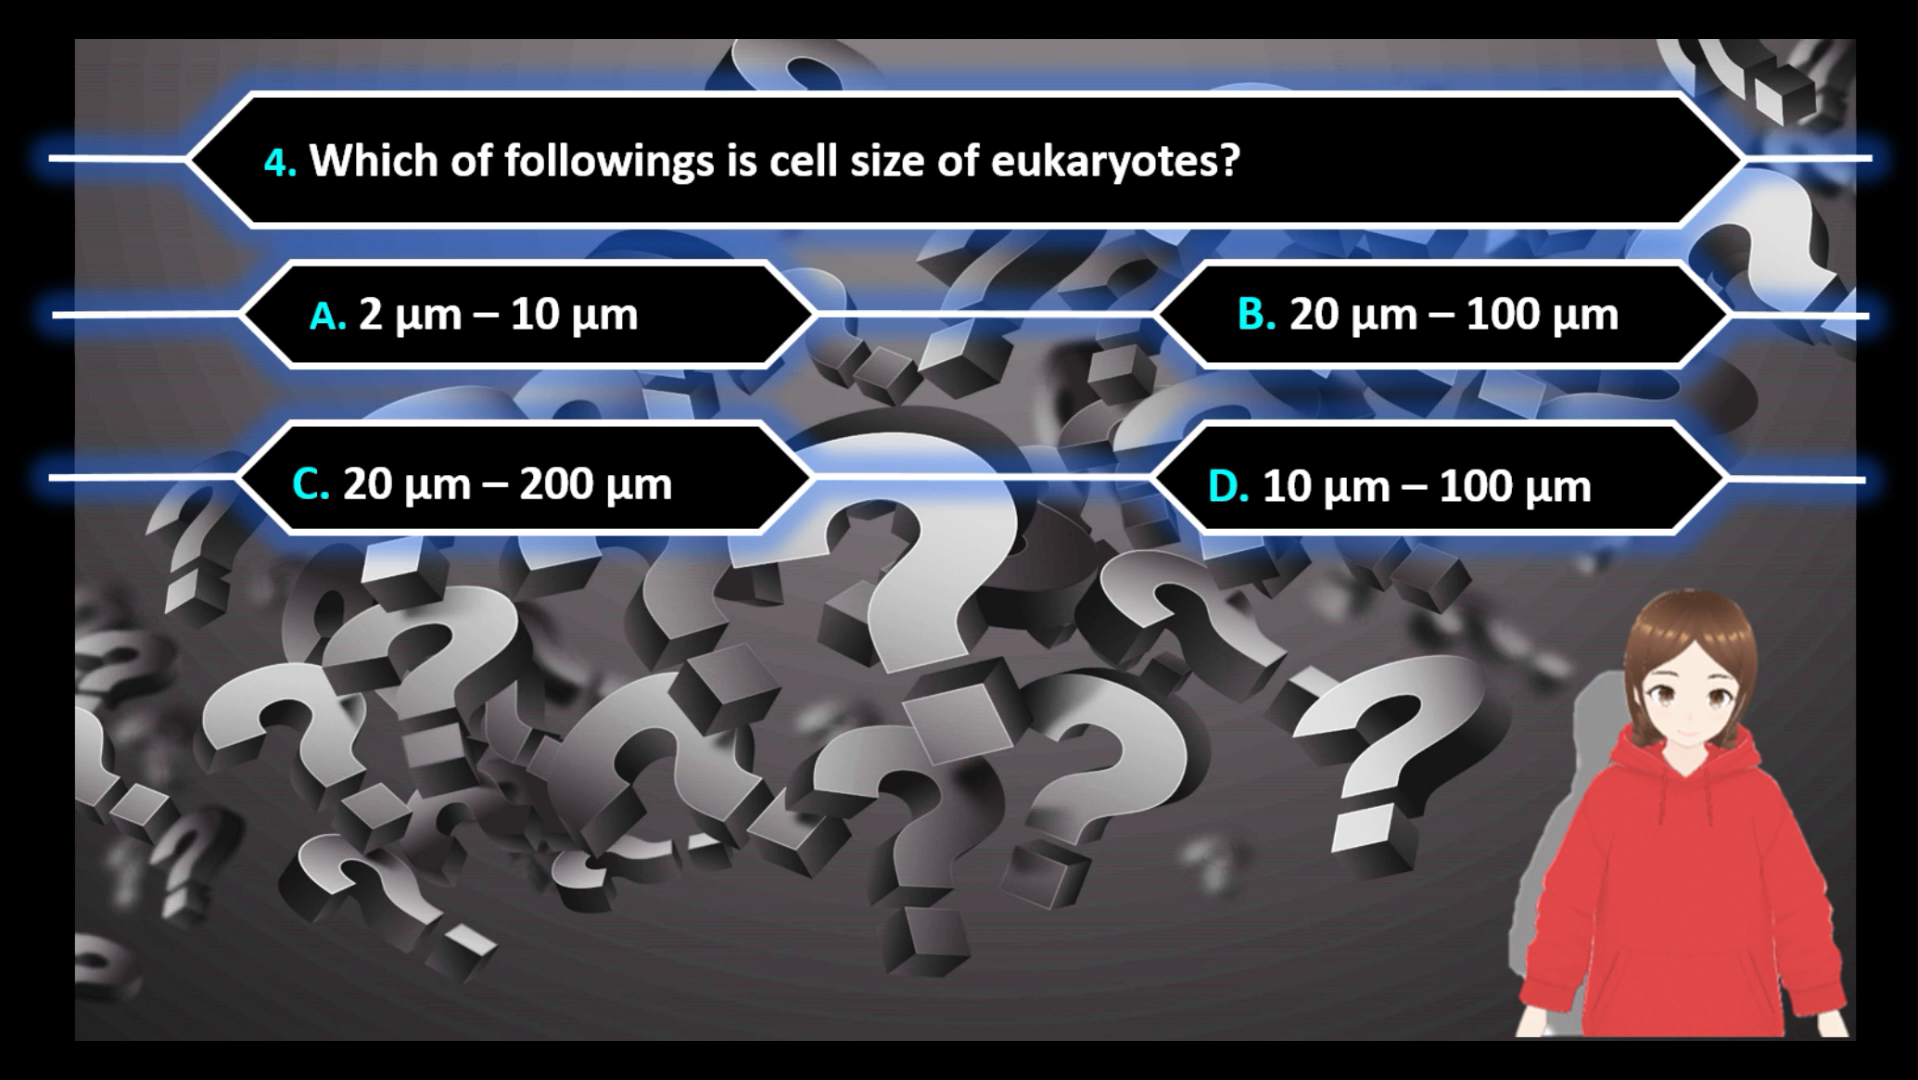 4. Which of followings is cell size of eukaryotes?
A. 2 μm – 10 μm
B. 20 μm – 100 μm
C. 20 μm – 200 μm
D. 10 μm – 100 μm